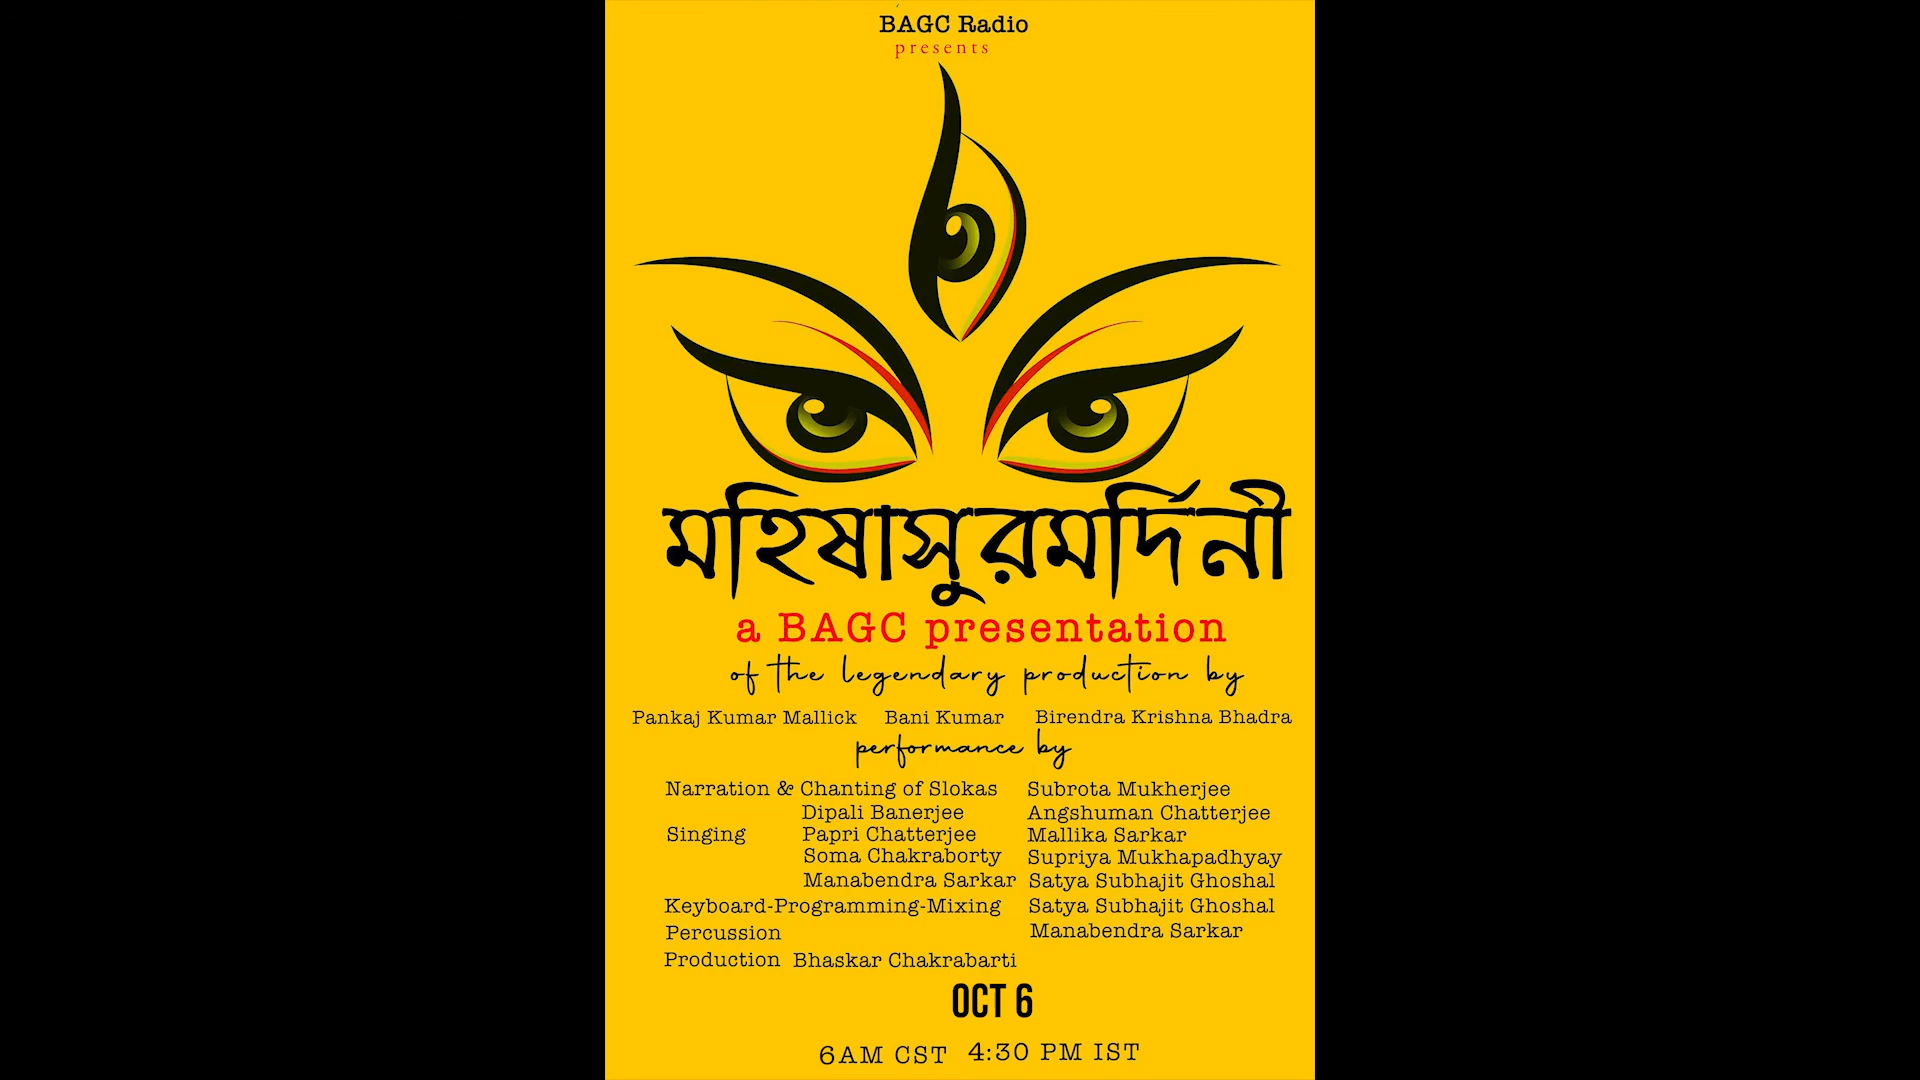 BAGC Radio
presents
মহিষাসুরমর্দিনী
a BAGC presentation
of the legendary production by
Pankaj Kumar Mallick Bani Kumar Birendra Krishna Bhadra
performance by
Narration & Chanting of Slokas Subrota Mukherjee
Dipali Banerjee Angshuman Chatterjee
Singing Papri Chatterjee Mallika Sarkar
Soma Chakraborty Supriya Mukhapadhyay
Manabendra Sarkar Satya Subhajit Ghoshal
Keyboard-Programming-Mixing Satya Subhajit Ghoshal
Percussion Manabendra Sarkar
Production Bhaskar Chakrabarti
OCT 6
6AM CST 4:30 PM IST